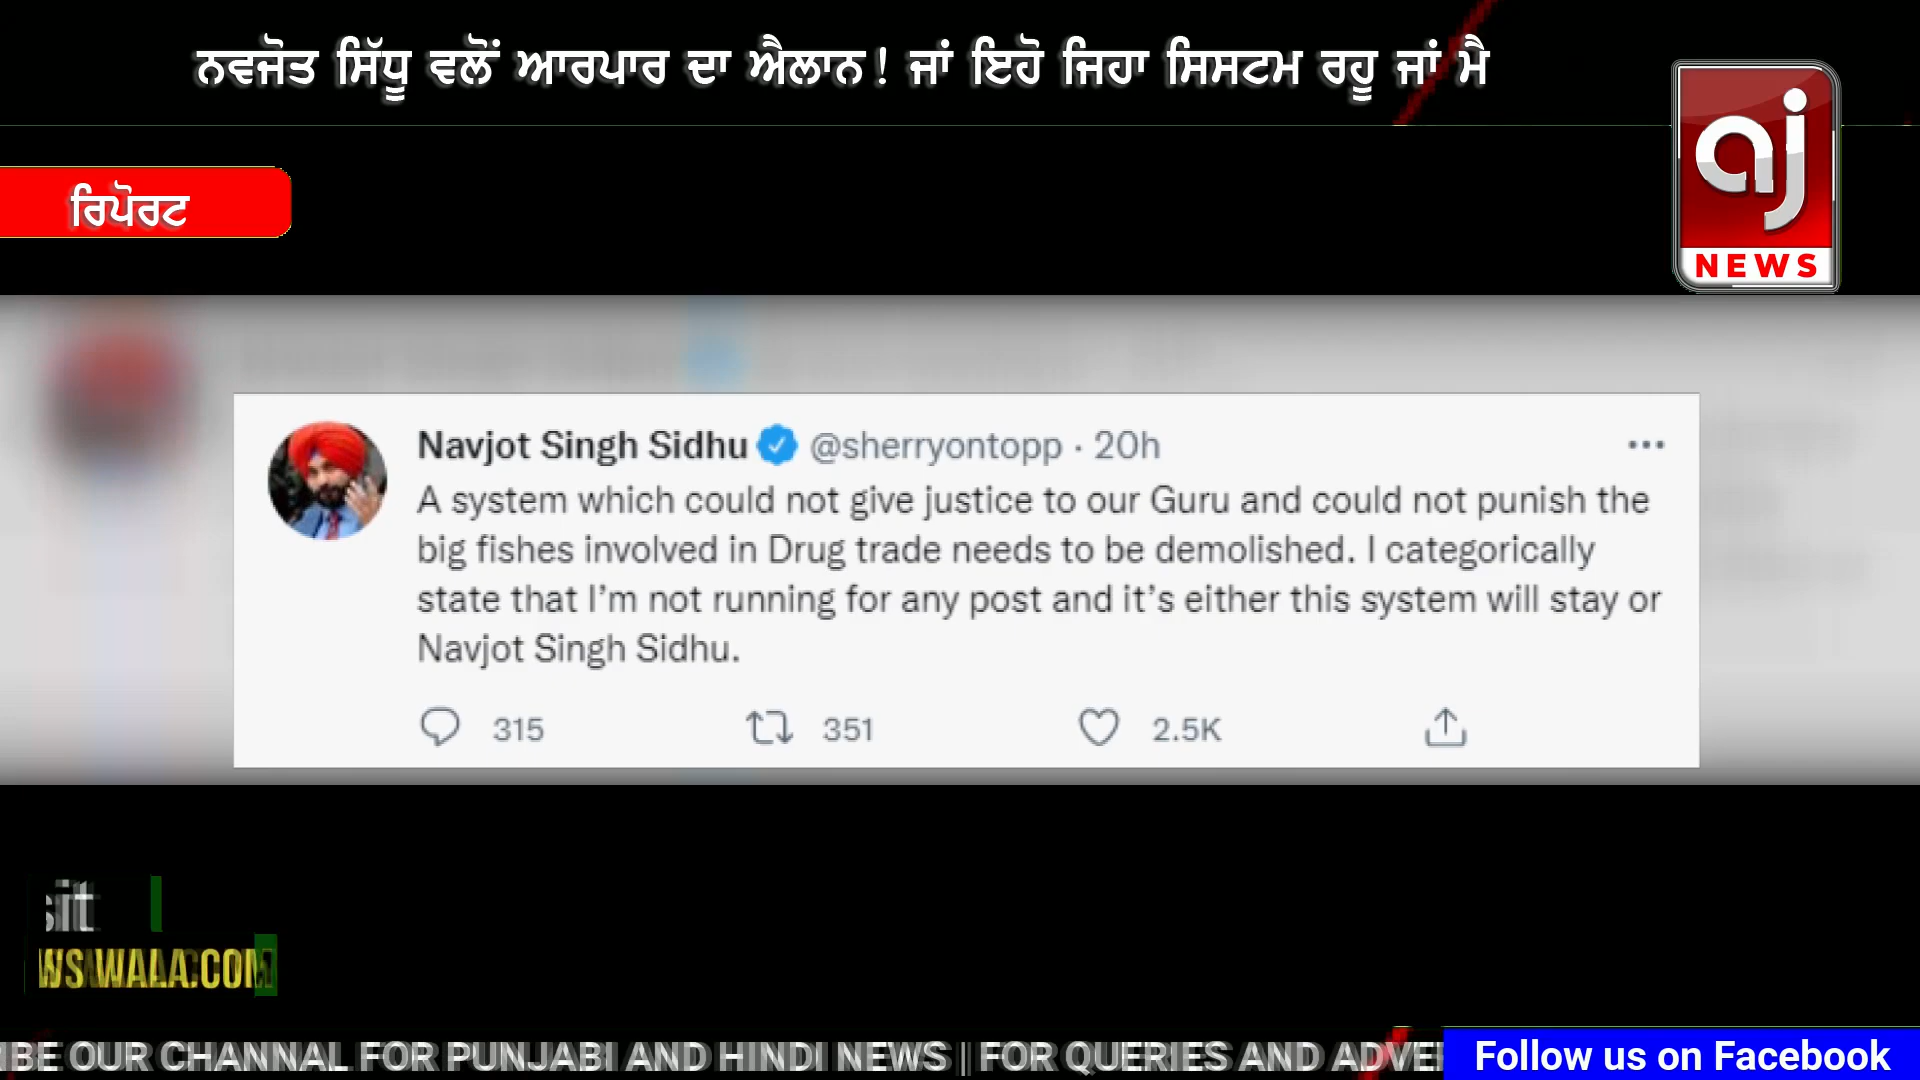 ਨਵਜੋਤ ਸਿੱਧੂ ਵਲੋਂ ਆਰਪਾਰ ਦਾ ਐਲਾਨ! ਜਾਂ ਇਹੋ ਜਿਹਾ ਸਿਸਟਮ ਰਹੂ ਜਾਂ ਮੈ
ਰਿਪੋਰਟ
aj
NEWS
Navjot Singh Sidhu @sherryontopp · 20h
A system which could not give justice to our Guru and could not punish the
big fishes involved in Drug trade needs to be demolished. I categorically
state that I’m not running for any post and it’s either this system will stay or
Navjot Singh Sidhu.
315 351 2.5K
sit
WSWALA.COM
BE OUR CHANNAL FOR PUNJABI AND HINDI NEWS || FOR QUERIES AND ADVE
Follow us on Facebook